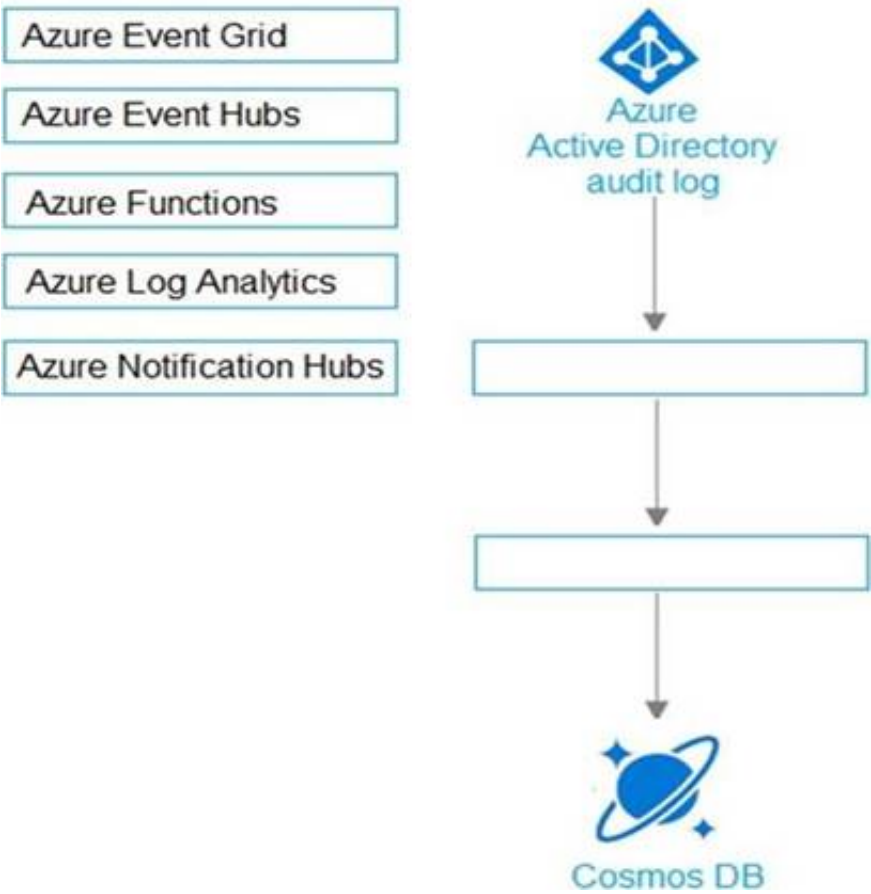 Azure Event Grid
Azure Event Hubs
Azure Functions
Azure Log Analytics
Azure Notification Hubs
Azure
Active Directory
audit log
Cosmos DB